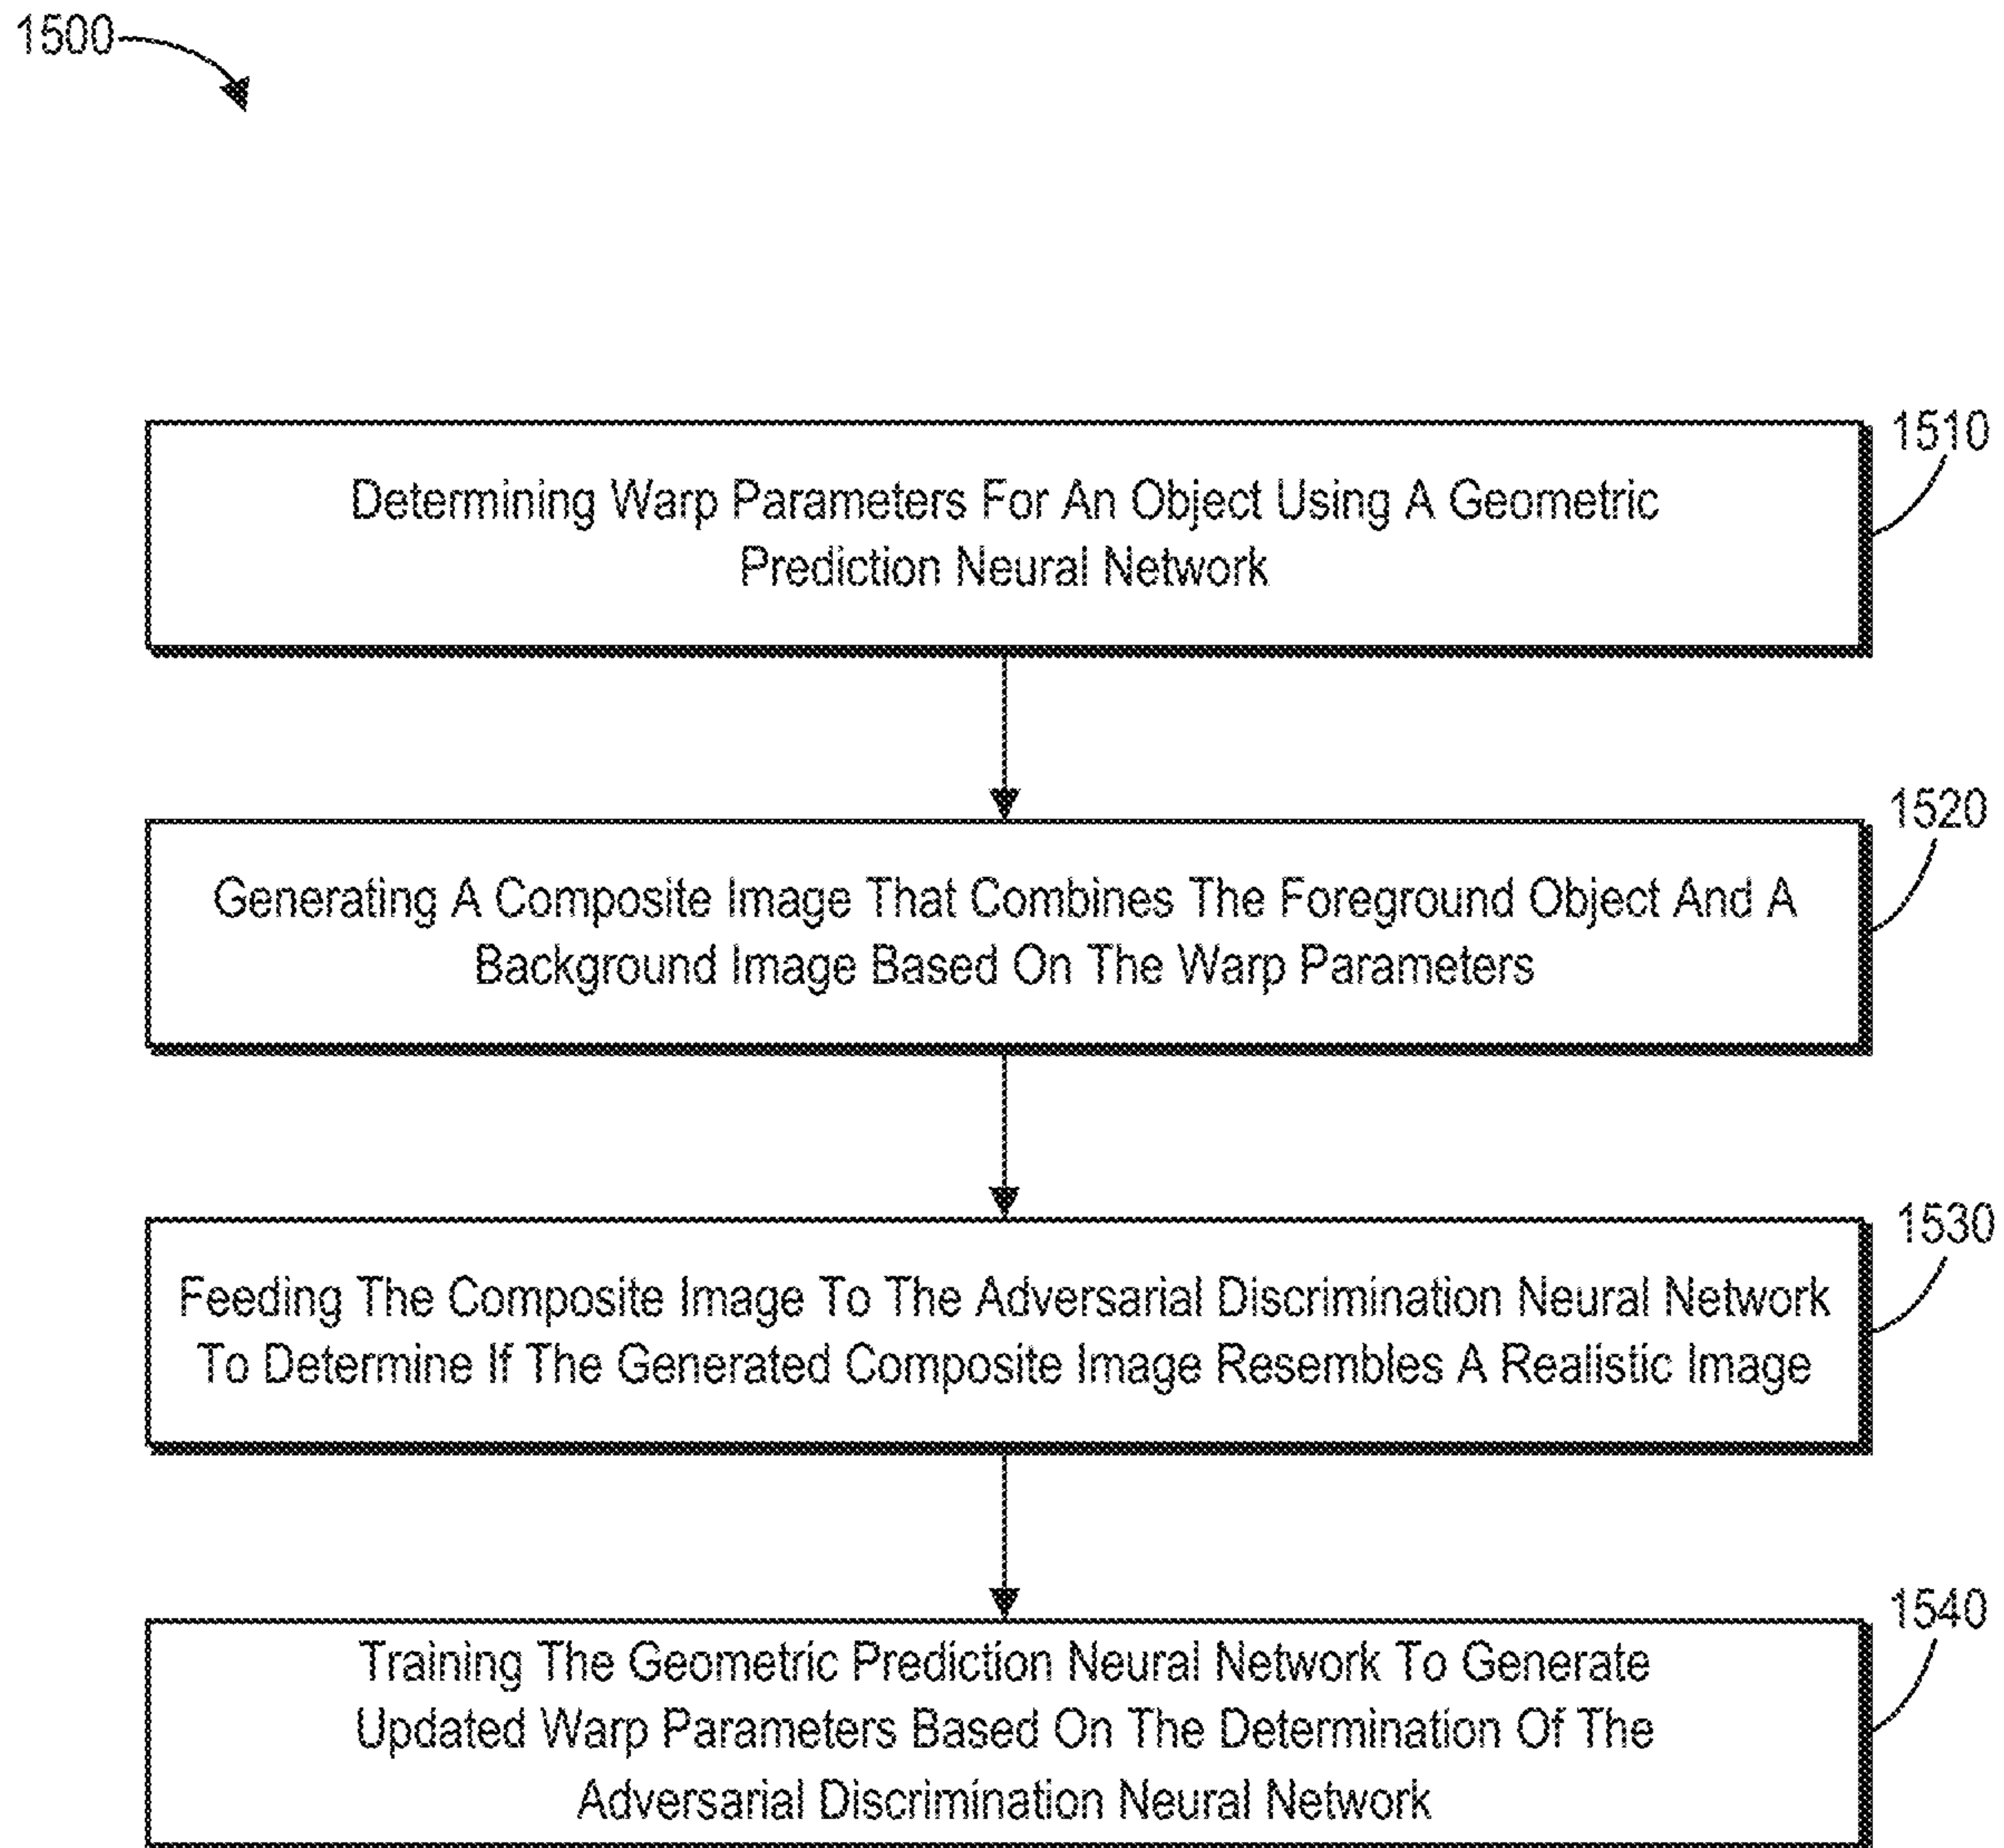 1500
1510
Determining Warp Parameters For An Object Using A Geometric
Prediction Neural Network
1520
Generating A Composite Image That Combines The Foreground Object And A
Background Image Based On The Warp Parameters
1530
Feeding The Composite Image To The Adversarial Discrimination Neural Network
To Determine If The Generated Composite Image Resembles A Realistic Image
1540
Training The Geometric Prediction Neural Network To Generate
Updated Warp Parameters Based On The Determination Of The
Adversarial Discrimination Neural Network